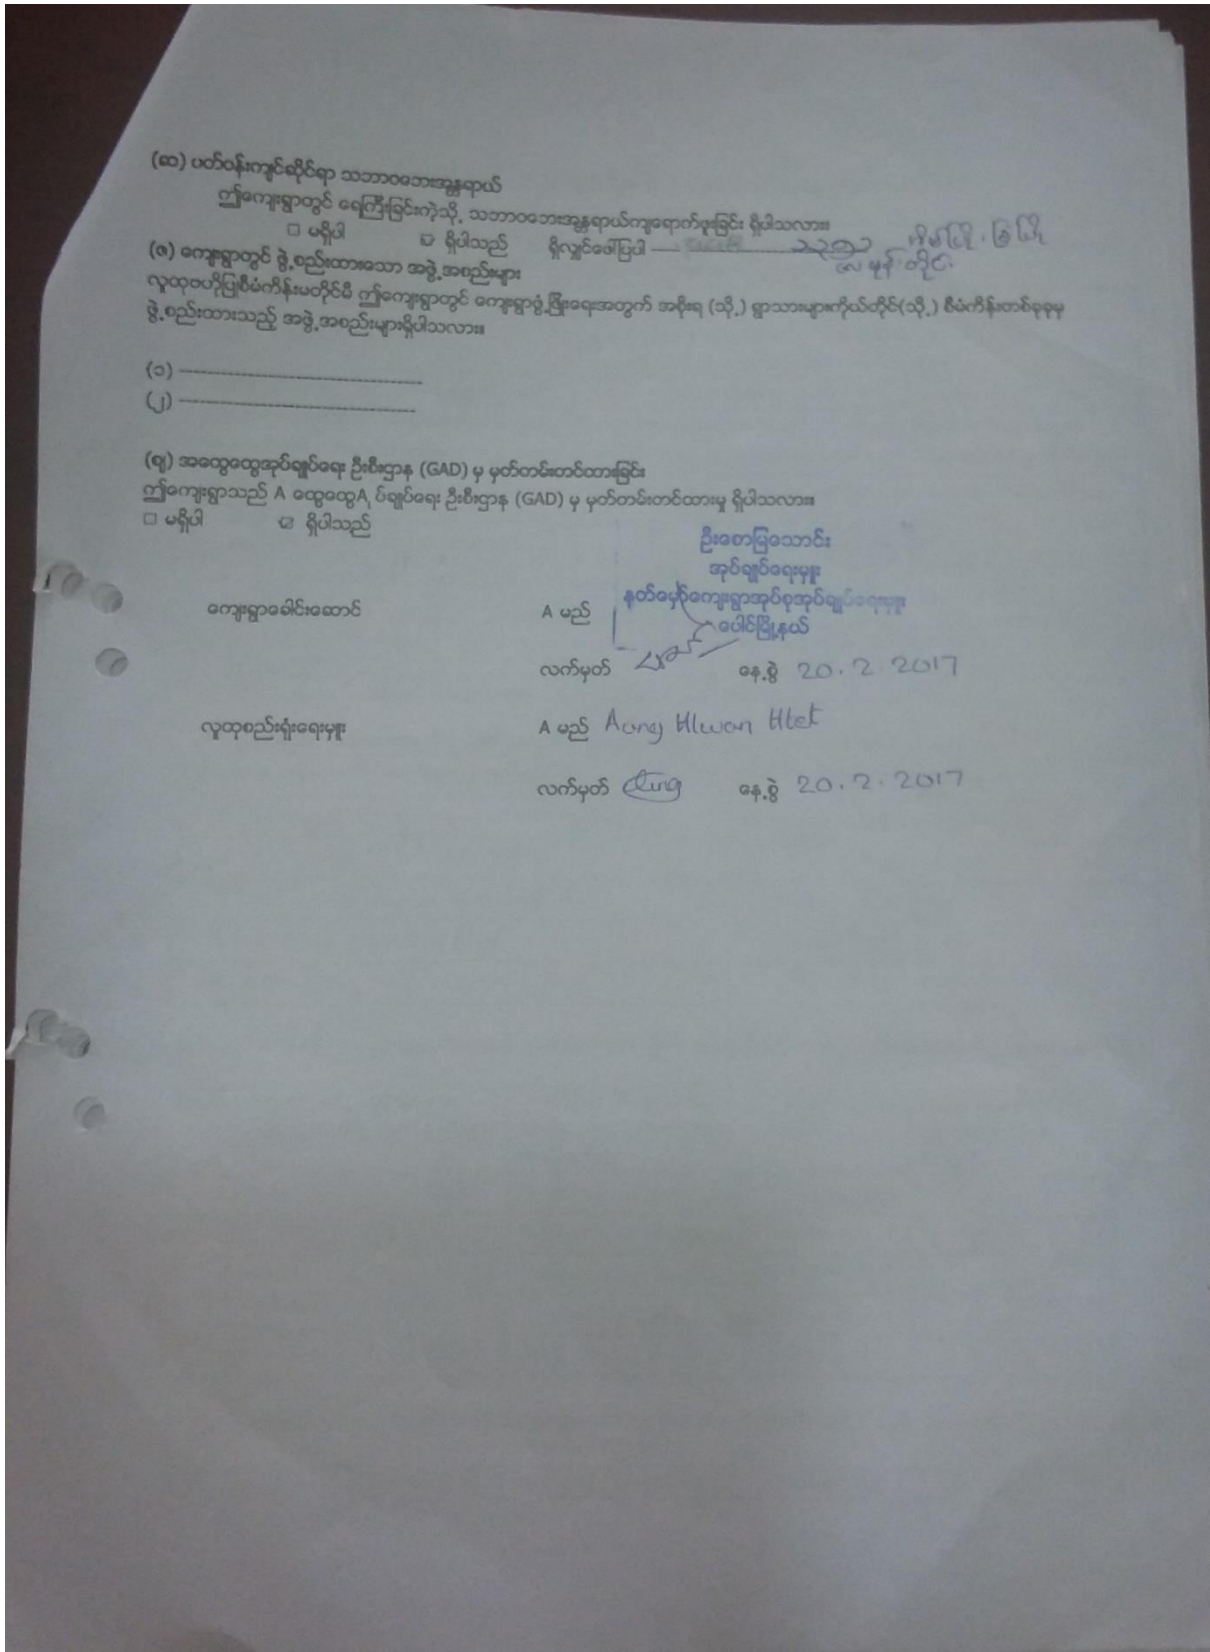 (ဆ) ပတ်ဝန်းကျင်ဆိုင်ရာ သဘာဝဘေးအန္တရာယ်
ဤကျေးရွာတွင် ရေကြီးခြင်းကဲ့သို့ သဘာဝဘေးအန္တရာယ်ကျရောက်ဖူးခြင်း ရှိပါသလား။
□ မရှိပါ ☑ ရှိပါသည် ရှိလျှင်ဖော်ပြပါ
လေမုန်တိုင်း
(ဇ) ကျေးရွာတွင် ဖွဲ့စည်းထားသော အဖွဲ့အစည်းများ
လူထုဗဟိုပြုစီမံကိန်းမတိုင်မီ ဤကျေးရွာတွင် ကျေးရွာဖွံ့ဖြိုးရေးအတွက် အစိုးရ (သို့) ရွာသားများကိုယ်တိုင်(သို့) စီမံကိန်းတစ်ခုခုမှ
ဖွဲ့စည်းထားသည့် အဖွဲ့အစည်းများရှိပါသလား။
(၁) ----------------------------------------
(၂) ----------------------------------------
(ဈ) အထွေထွေအုပ်ချုပ်ရေး ဦးစီးဌာန (GAD) မှ မှတ်တမ်းတင်ထားခြင်း
ဤကျေးရွာသည် A ထွေထွေA ုပ်ချုပ်ရေး ဦးစီးဌာန (GAD) မှ မှတ်တမ်းတင်ထားမှု ရှိပါသလား။
□ မရှိပါ ☑ ရှိပါသည်
ဦးစောမြသောင်း
အုပ်ချုပ်ရေးမှူး
ကျေးရွာခေါင်းဆောင် A မည် နတ်မှော်ကျေးရွာအုပ်စုအုပ်ချုပ်ရေးမှူး
ပေါင်မြို့နယ်
လက်မှတ် နေ့စွဲ 20.2.2017
လူထုစည်းရုံးရေးမှူး A မည် Aung Hlwan Htet
လက်မှတ် Aung နေ့စွဲ 20.2.2017